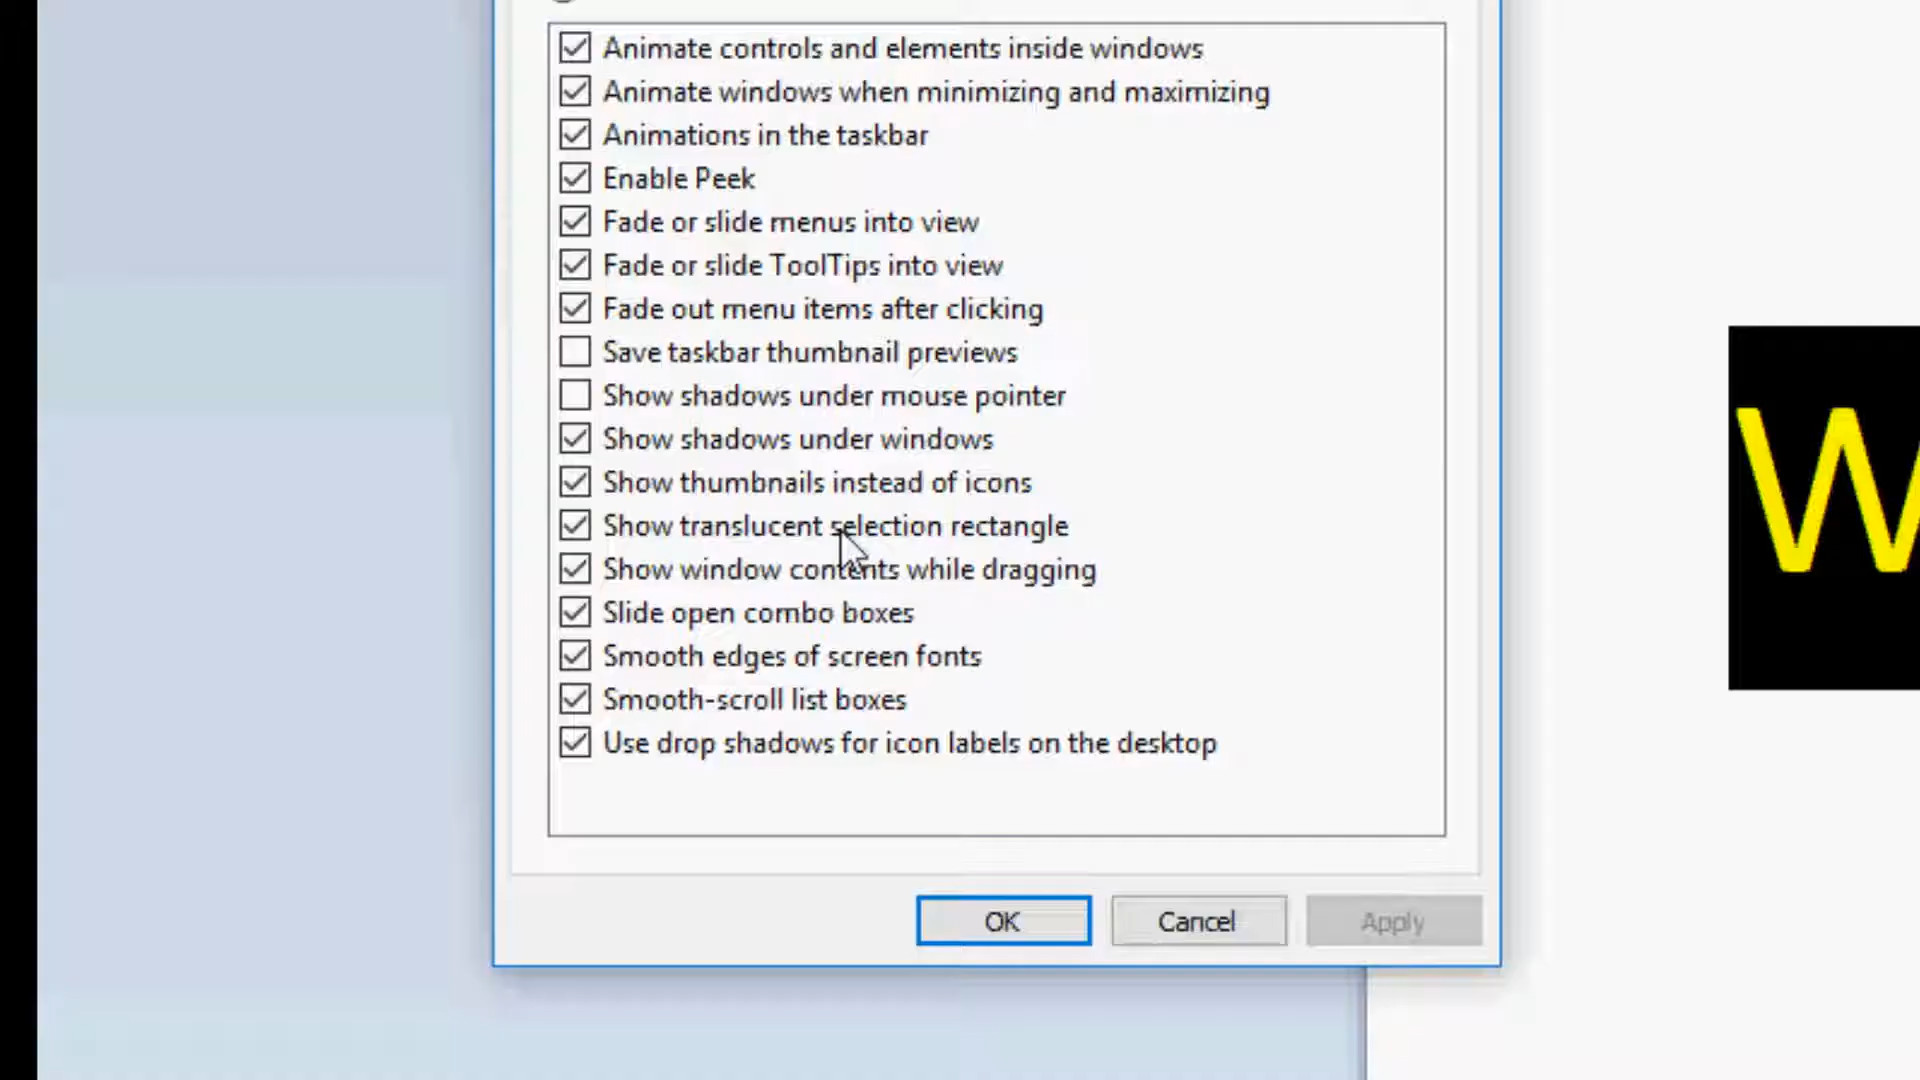 Animate controls and elements inside windows
Animate windows when minimizing and maximizing
Animations in the taskbar
Enable Peek
Fade or slide menus into view
Fade or slide ToolTips into view
Fade out menu items after clicking
Save taskbar thumbnail previews
Show shadows under mouse pointer
Show shadows under windows
Show thumbnails instead of icons
Show translucent selection rectangle
Show window contents while dragging
Slide open combo boxes
Smooth edges of screen fonts
Smooth-scroll list boxes
Use drop shadows for icon labels on the desktop
W
OK Cancel Apply